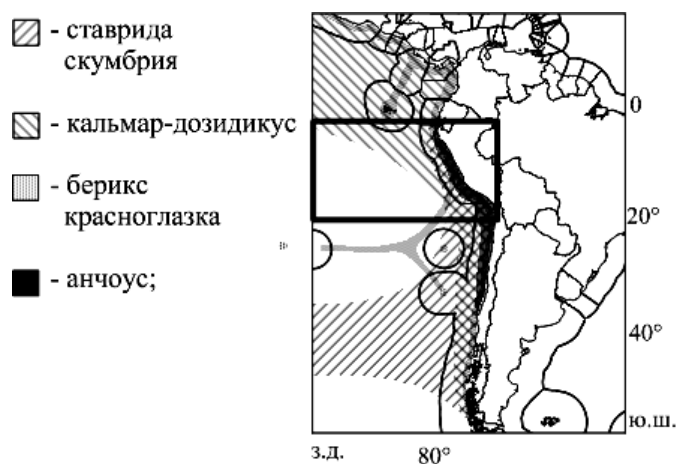 - ставрида
скумбрия
- кальмар-дозидикус
- берикс
красноглазка
- анчоус;
0
20°
40°
ю.ш.
з.д.
80°